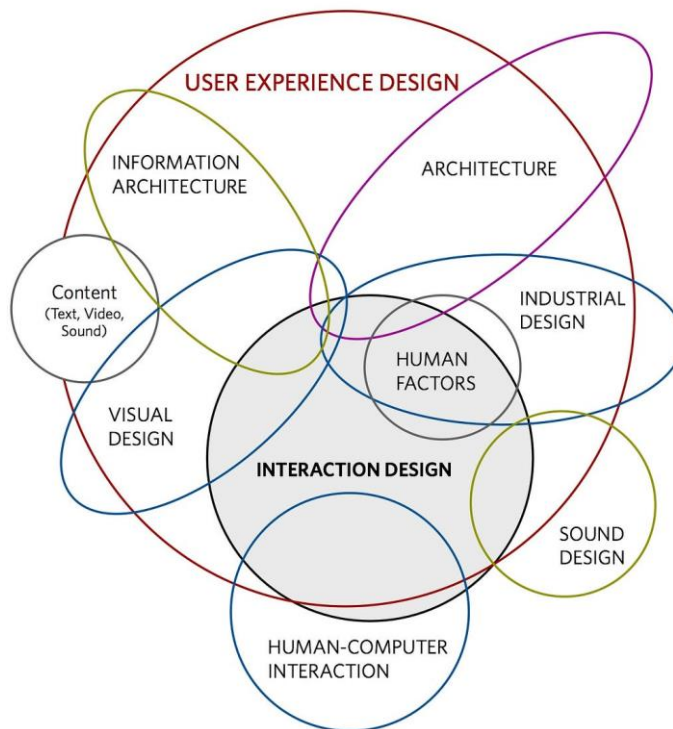 USER EXPERIENCE DESIGN
INFORMATION
ARCHITECTURE
ARCHITECTURE
Content
(Text, Video,
Sound)
INDUSTRIAL
DESIGN
HUMAN
FACTORS
VISUAL
DESIGN
INTERACTION DESIGN
SOUND
DESIGN
HUMAN-COMPUTER
INTERACTION